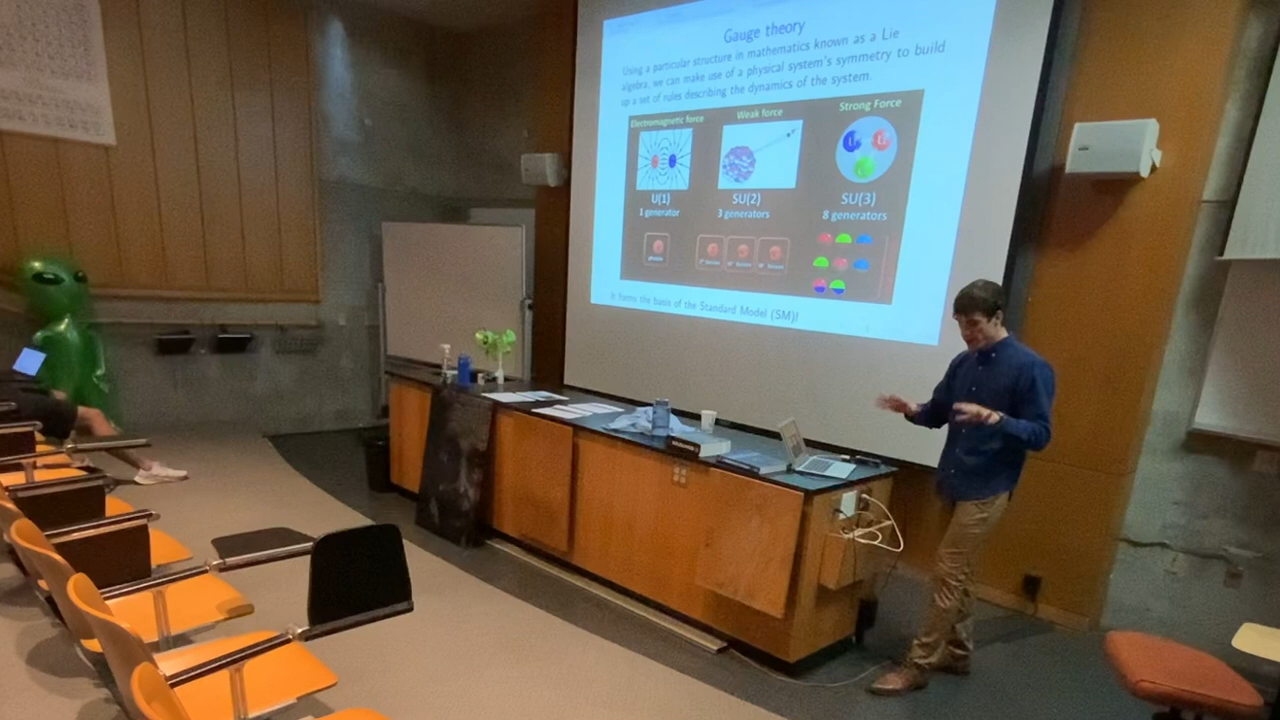 Gauge theory
Using a particular structure in mathematics known as a Lie
algebra, we can make use of a physical system's symmetry to build
up a set of rules describing the dynamics of the system.
Electromagnetic force
Weak force
Strong Force
U(1)
1 generator
SU(2)
3 generators
SU(3)
8 generators
It forms the basis of the Standard Model (SM)!